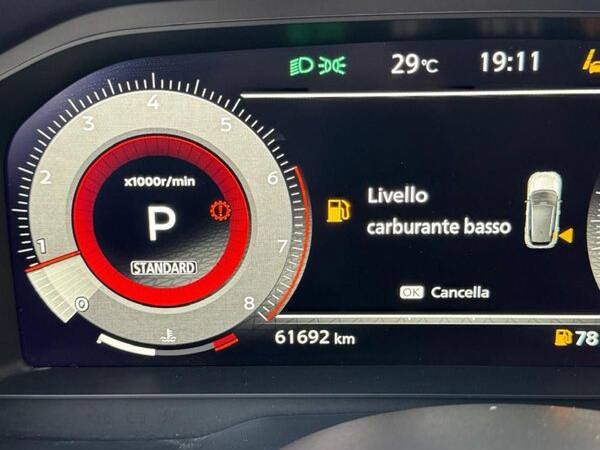 29°C
19:11
4
3
5
2
x1000r/min
6
P
Livello
carburante basso
1
STANDARD
7
0
8
OK Cancella
61692 km
78